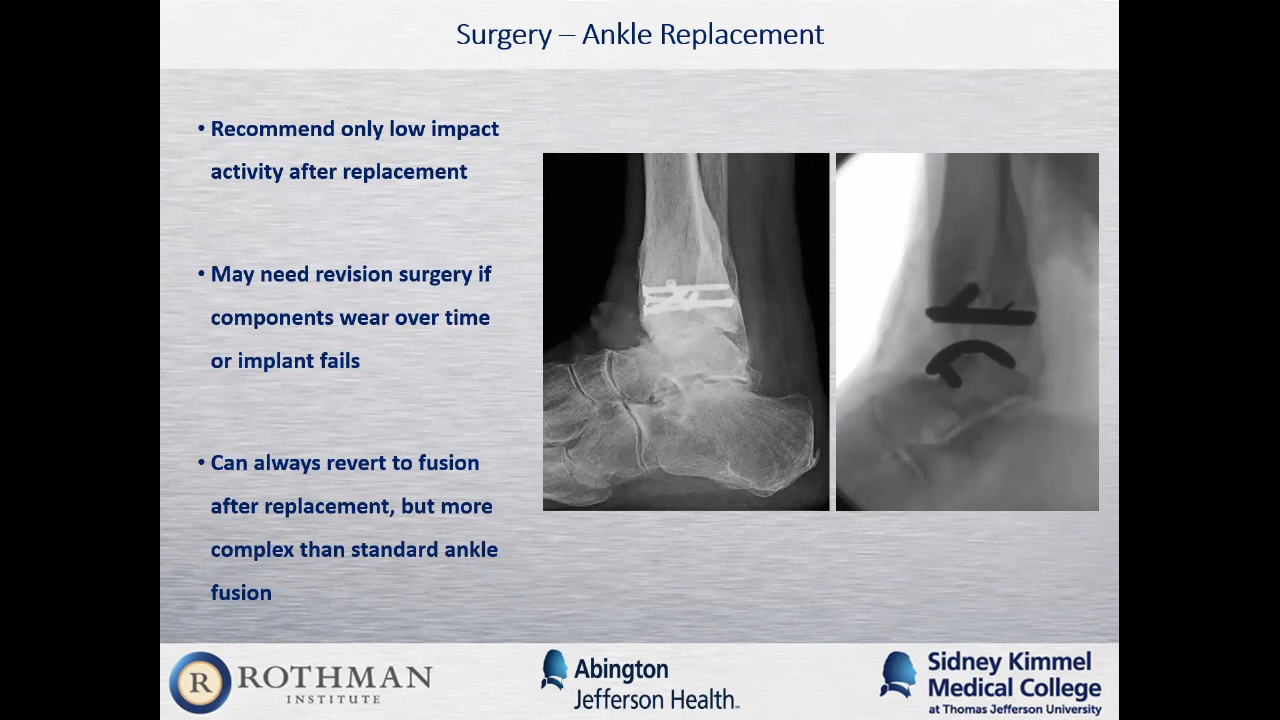 Surgery – Ankle Replacement
• Recommend only low impact
activity after replacement
• May need revision surgery if
components wear over time
or implant fails
• Can always revert to fusion
after replacement, but more
complex than standard ankle
fusion
R ROTHMAN
INSTITUTE
Abington
Jefferson Health™
Sidney Kimmel
Medical College
at Thomas Jefferson University